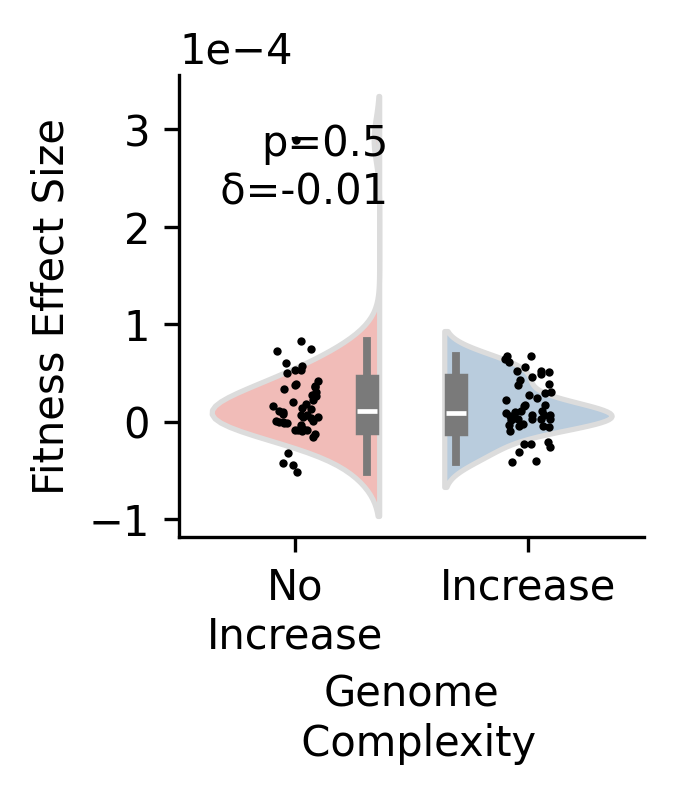 1e−4
Fitness Effect Size
3
2
1
0
−1
p=0.5
δ=-0.01
No
Increase
Increase
Genome
Complexity